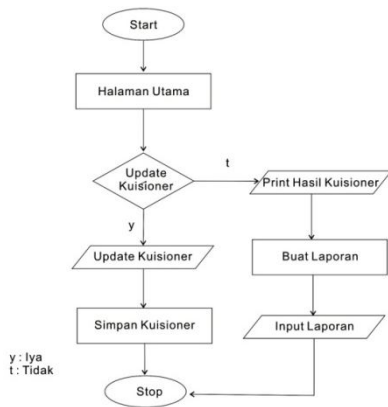 Start
Halaman Utama
Update
Kuisioner
t
Print Hasil Kuisioner
y
Update Kuisioner
Buat Laporan
Simpan Kuisioner
Input Laporan
y : Iya
t : Tidak
Stop